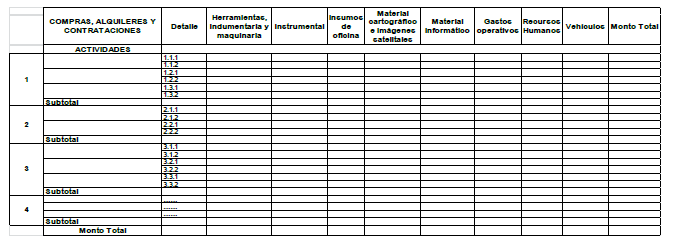 COMPRAS, ALQUILERES Y CONTRATACIONES
Detalle
Herramientas, indumentaria y maquinaria
Instrumental
Insumos de oficina
Material cartográfico e imágenes satelitales
Material informático
Gastos operativos
Recursos Humanos
Vehículos
Monto Total
ACTIVIDADES
1
1.1.1
1.1.2
1.2.1
1.2.2
1.3.1
1.3.2
Subtotal
2
2.1.1
2.1.2
2.2.1
2.2.2
Subtotal
3
3.1.1
3.1.2
3.2.1
3.2.2
3.3.1
3.3.2
Subtotal
4
......
......
......
Subtotal
Monto Total